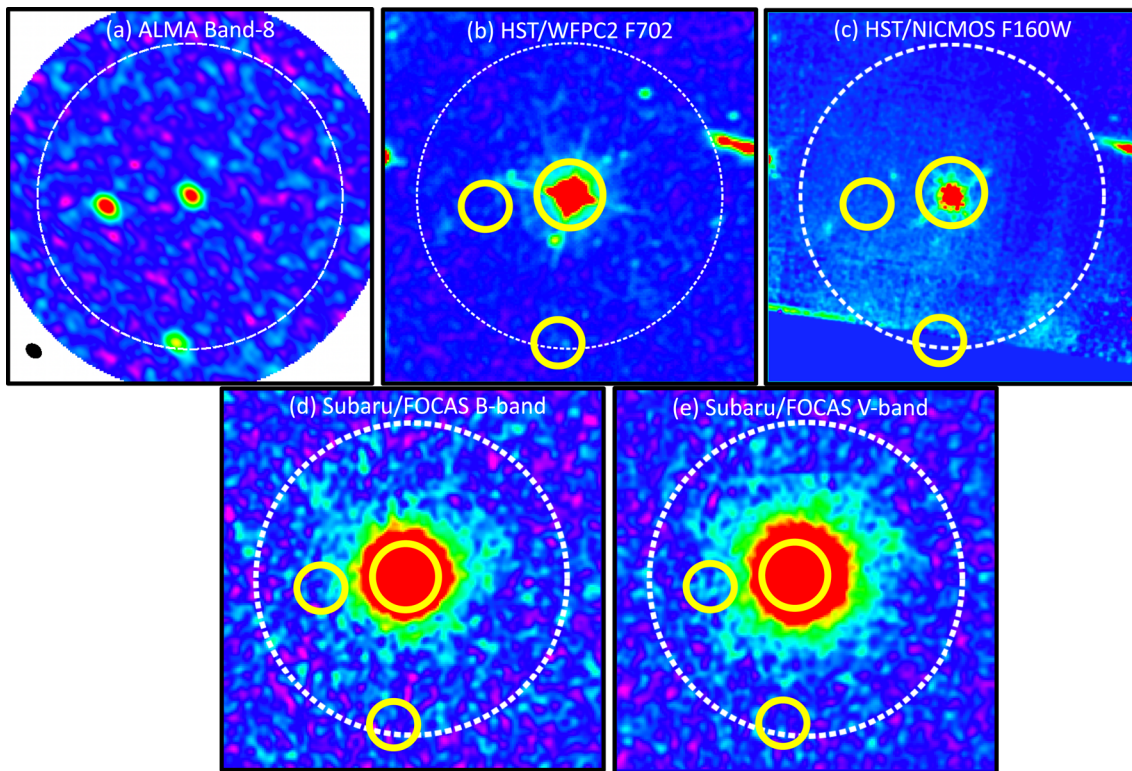 (a) ALMA Band-8
(b) HST/WFPC2 F702
(c) HST/NICMOS F160W
(d) Subaru/FOCAS B-band
(e) Subaru/FOCAS V-band